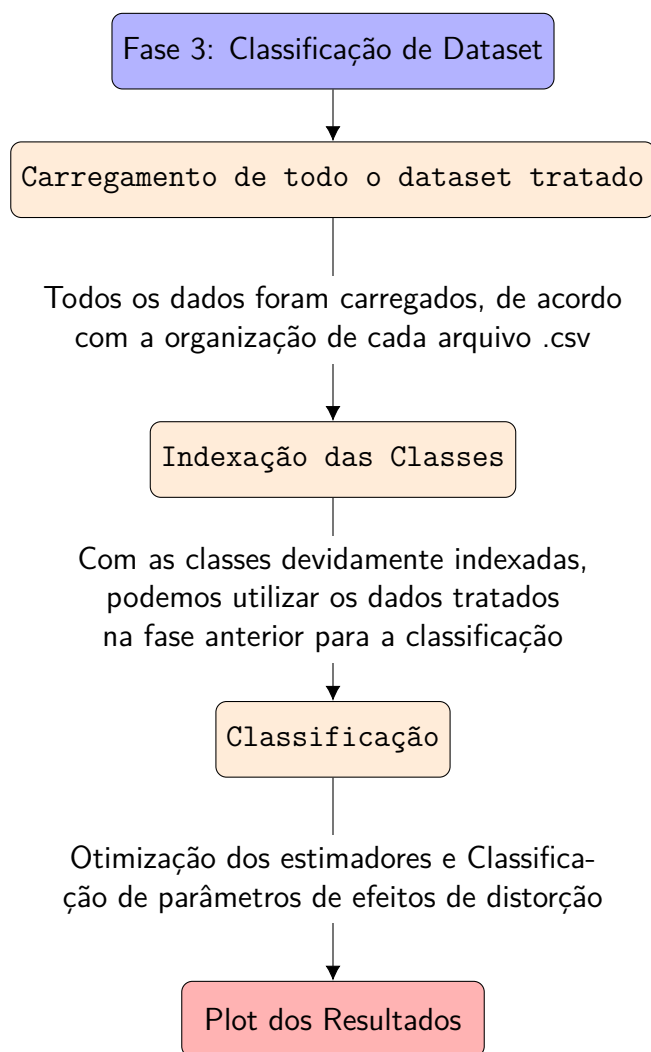 Fase 3: Classificação de Dataset
Carregamento de todo o dataset tratado
Todos os dados foram carregados, de acordo
com a organização de cada arquivo .csv
Indexação das Classes
Com as classes devidamente indexadas,
podemos utilizar os dados tratados
na fase anterior para a classificação
Classificação
Otimização dos estimadores e Classifica-
ção de parâmetros de efeitos de distorção
Plot dos Resultados